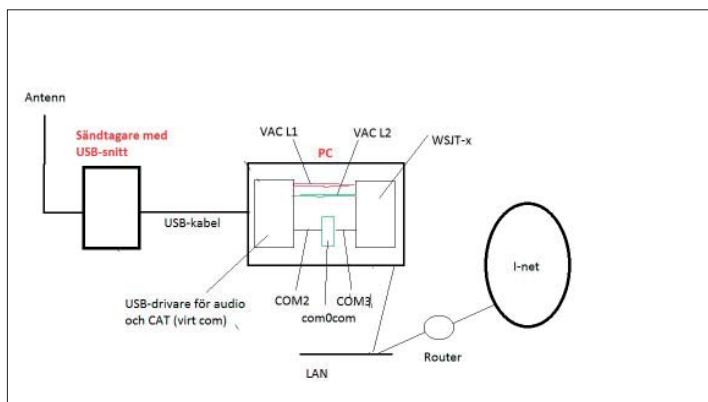 Antenn
Sändtagare med
USB-snitt
VAC L1
VAC L2
WSJT-x
PC
USB-kabel
I-net
USB-drivare för audio
och CAT (virt com)
COM2
COM3
com0com
Router
LAN